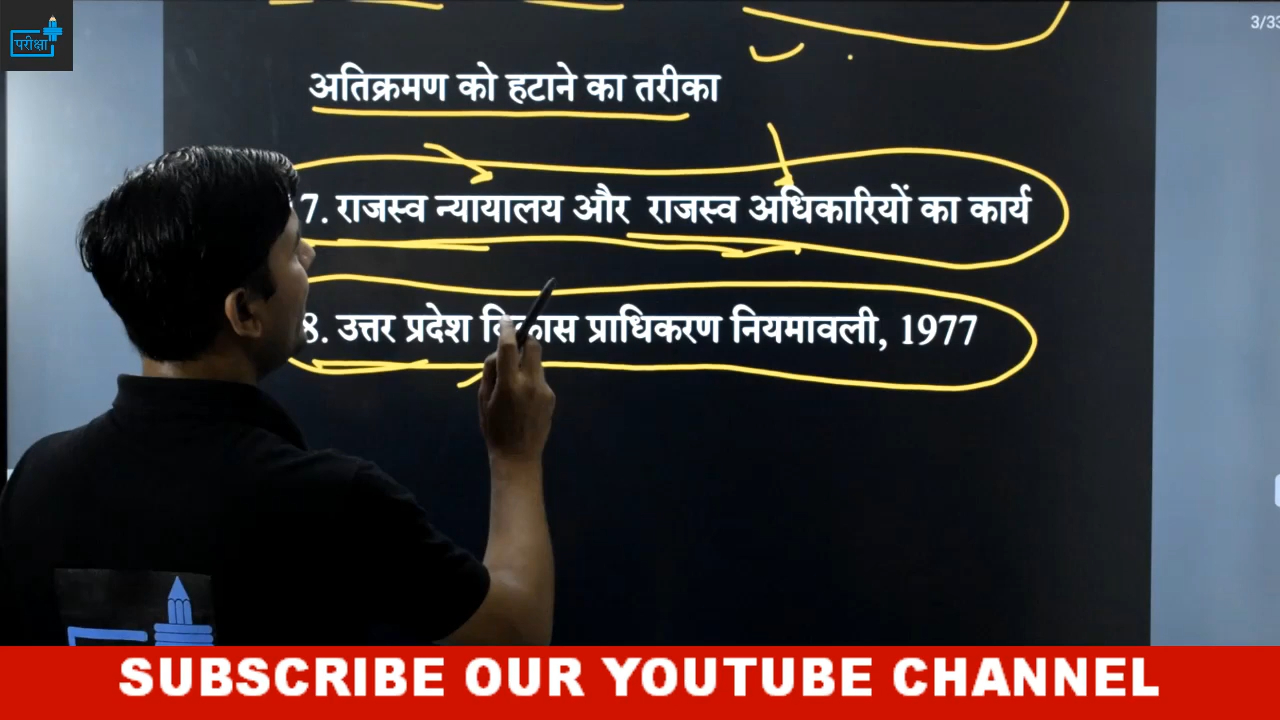 परीक्षा
3/33
अतिक्रमण को हटाने का तरीका
7. राजस्व न्यायालय और राजस्व अधिकारियों का कार्य
8. उत्तर प्रदेश विकास प्राधिकरण नियमावली, 1977
SUBSCRIBE OUR YOUTUBE CHANNEL